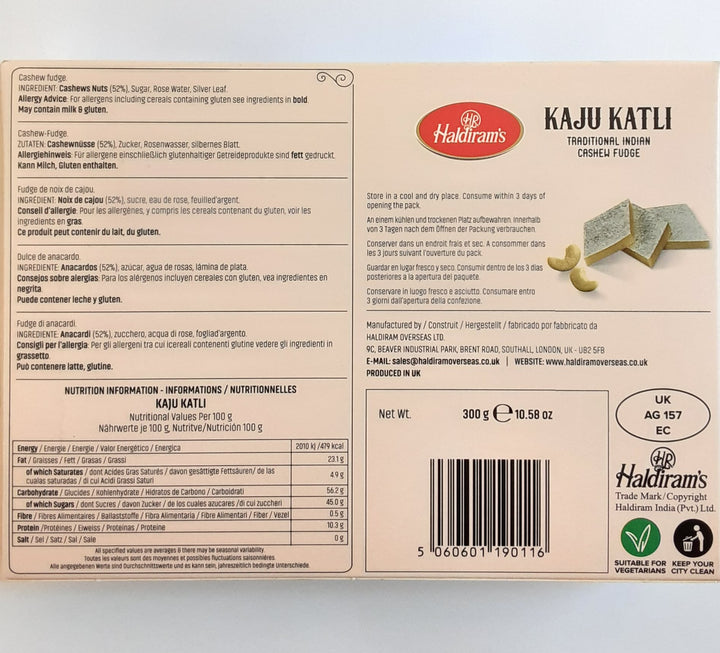 Cashew fudge.
INGREDIENT: Cashews Nuts (52%), Sugar, Rose Water, Silver Leaf.
Allergy Advice: For allergens including cereals containing gluten see ingredients in bold.
May contain milk & gluten.
Cashew-Fudge.
ZUTATEN: Cashewnüsse (52%), Zucker, Rosenwasser, silbernes Blatt.
Allergiehinweis: Für allergene einschließlich glutenhaltiger Getreideprodukte sind fett gedruckt.
Kann Milch, Gluten enthalten.
Fudge de noix de cajou.
INGRÉDIENT: Noix de cajou (52%), sucre, eau de rose, feuilled'argent.
Conseil d'allergie: Pour les allergènes, y compris les cereals contenant du gluten, voir les
ingredients en gras.
Ce produit peut contenir du lait, du gluten.
Dulce de anacardo.
INGREDIENTE: Anacardos (52%), azúcar, agua de rosas, lámina de plata.
Consejos sobre alergias: Para los alérgenos incluyen cereales con gluten, vea ingredientes en
negrita.
Puede contener leche y gluten.
Fudge di anacardi.
INGREDIENTE: Anacardi (52%), zucchero, acqua di rose, fogliad'argento.
Consigli per l'allergia: Per gli allergeni tra cui icereali contenenti glutine vedere gli ingredienti in
grassetto.
Può contenere latte, glutine.
NUTRITION INFORMATION - INFORMATIONS / NUTRITIONNELLES
KAJU KATLI
Nutritional Values Per 100 g
Nährwerte je 100 g, Nutritve/Nutrición 100 g
Energy / Energie / Energie / Valor Energético / Energica 2010 kj /479 kcal
Fat / Graisses / Fett / Grasas / Grassi 23.1 g
of which Saturates / dont Acides Gras Saturés / davon gesättigte Fettsäuren/ de las
cualas saturadas / di cui Acidi Grassi Saturi 4.9 g
Carbohydrate / Glucides / Kohlenhydrate / Hidratos de Carbono / Carboidrati 56.2 g
of which Sugars / dont Sucres / davon Zucker / de los cuales azucares/di cui zuccheri 45.0 g
Fibre / Fibres Alimentaires / Ballaststoffe / Fibra Alimentaria / Fibre Alimentari / Fiber / Vezel 0.5 g
Protein /Protéines / Eiweiss / Proteinas / Proteine 10.3 g
Salt / Sel / Satz / Sal / Sale 0 g
All specified values are averages & there may be seasonal variability.
Toutes les valeurs sont des moyennes et possibles fluctuations saisonnières.
Alle angegebenen Werte sind Durchschnittswerte und es kann sein, jahreszeitlich bedingte Unterschiede.
HR
Haldiram's
KAJU KATLI
TRADITIONAL INDIAN
CASHEW FUDGE
Store in a cool and dry place. Consume within 3 days of
opening the pack.
An einem kühlen und trockenen Platz aufbewahren. Innerhalb
von 3 Tagen nach dem Öffnen der Packung verbrauchen.
Conserver dans un endroit frais et sec. A consommer dans
les 3 jours suivant l'ouverture du pack.
Guardar en lugar fresco y seco. Consumir dentro de los 3 días
posteriores a la apertura del paquete.
Conservare in luogo fresco e asciutto. Consumare entro
3 giorni dall'apertura della confezione.
Manufactured by / Construit / Hergestellt / fabricado por fabbricato da
HALDIRAM OVERSEAS LTD.
9C, BEAVER INDUSTRIAL PARK, BRENT ROAD, SOUTHALL, LONDON, UK - UB2 5FB
E-MAIL: sales@haldiramoverseas.co.uk | WEBSITE: www.haldiramoverseas.co.uk
PRODUCED IN UK
Net Wt. 300 g e 10.58 oz
5 060601 190116
UK
AG 157
EC
HR
Haldiram's
Trade Mark/Copyright
Haldiram India (Pvt.) Ltd.
SUITABLE FOR
VEGETARIANS
KEEP YOUR
CITY CLEAN